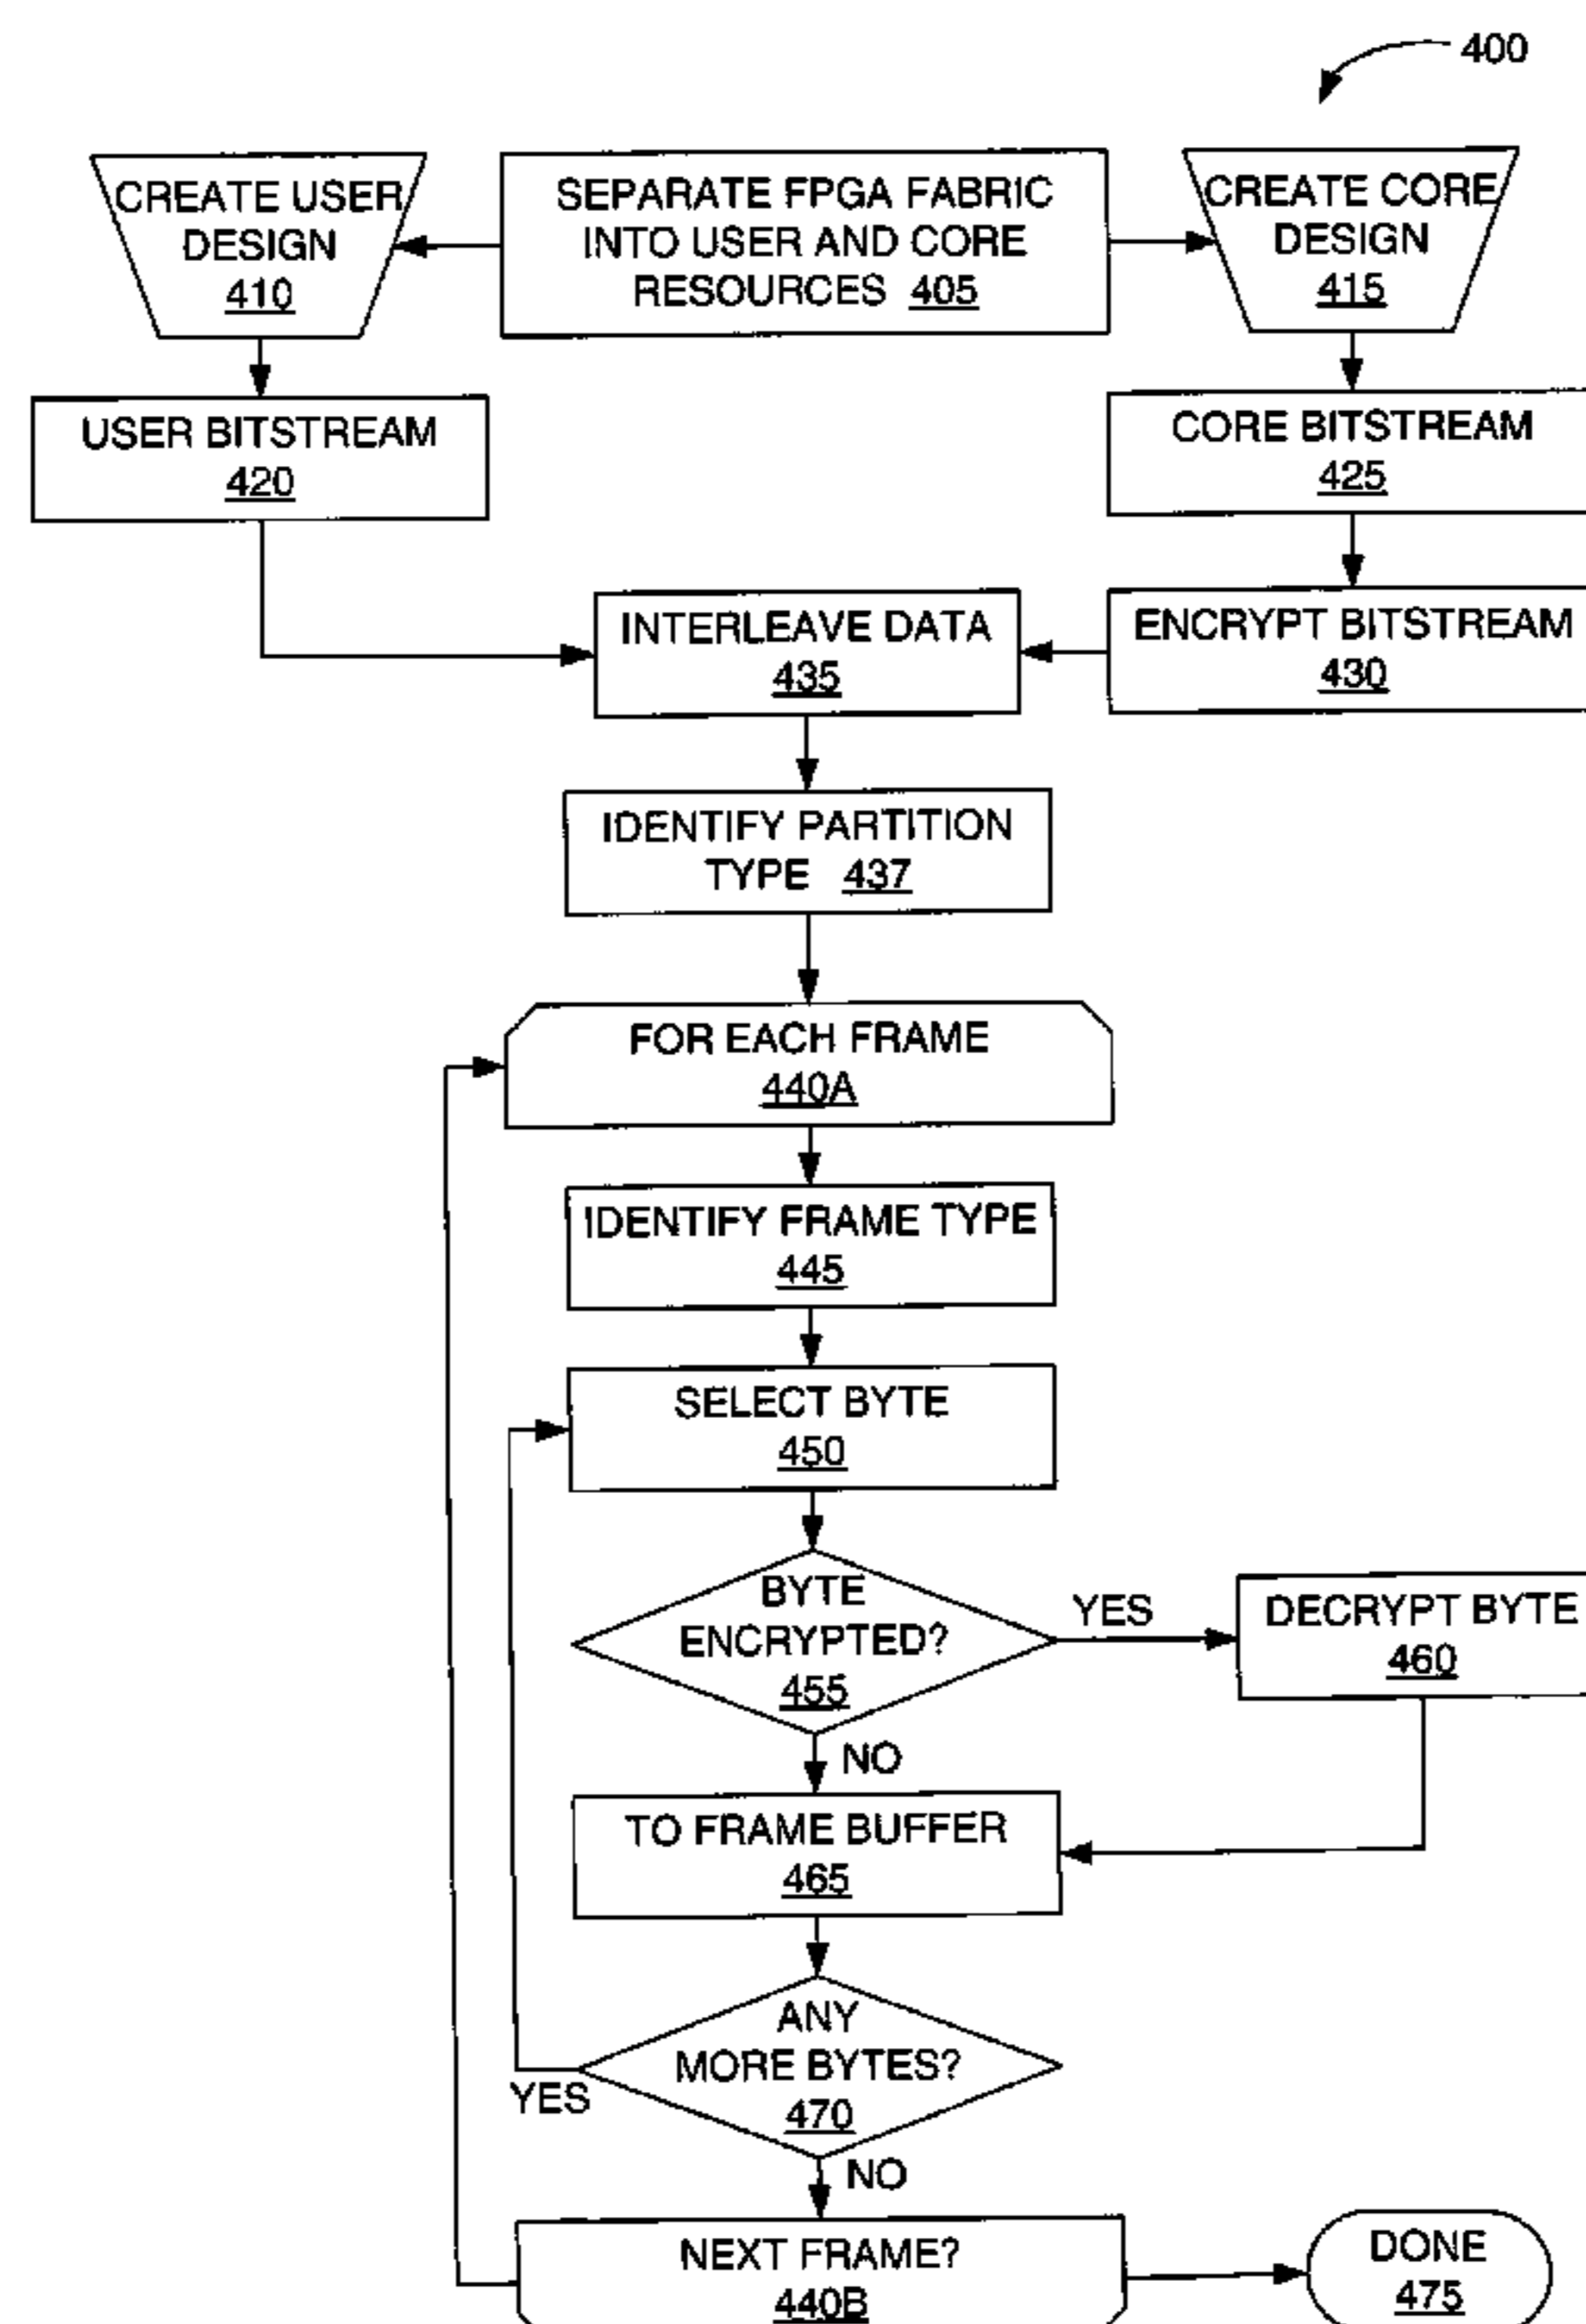 400
CREATE USER
DESIGN
410
SEPARATE FPGA FABRIC
INTO USER AND CORE
RESOURCES 405
CREATE CORE
DESIGN
415
USER BITSTREAM
420
CORE BITSTREAM
425
INTERLEAVE DATA
435
ENCRYPT BITSTREAM
430
IDENTIFY PARTITION
TYPE 437
FOR EACH FRAME
440A
IDENTIFY FRAME TYPE
445
SELECT BYTE
450
BYTE
ENCRYPTED?
455
YES
DECRYPT BYTE
460
NO
TO FRAME BUFFER
465
ANY
MORE BYTES?
470
YES
NO
NEXT FRAME?
440B
DONE
475